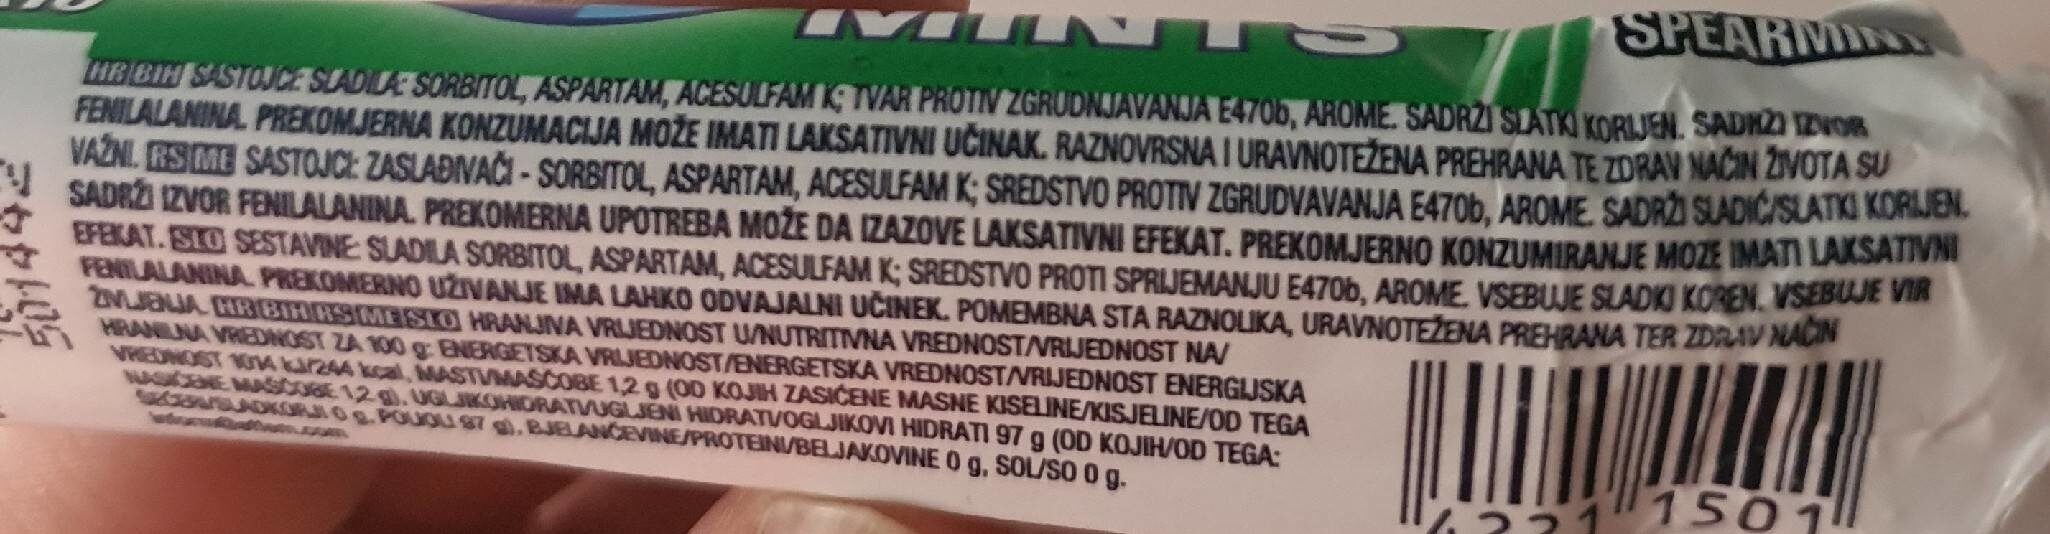 MINTS
SPEARMINT
HR BIH SASTOJCI: SLADILA: SORBITOL, ASPARTAM, ACESULFAM K; TVAR PROTIV ZGRUDNJAVANJA E470b, AROME. SADRŽI SLATKI KORIJEN. SADRŽI IZVOR
FENILALANINA. PREKOMJERNA KONZUMACIJA MOŽE IMATI LAKSATIVNI UČINAK. RAZNOVRSNA I URAVNOTEŽENA PREHRANA TE ZDRAV NAČIN ŽIVOTA SU
VAŽNI. RS ME SASTOJCI: ZASLAĐIVAČI - SORBITOL, ASPARTAM, ACESULFAM K; SREDSTVO PROTIV ZGRUDVAVANJA E470b, AROME. SADRŽI SLADIĆ/SLATKI KORIJEN.
SADRŽI IZVOR FENILALANINA. PREKOMERNA UPOTREBA MOŽE DA IZAZOVE LAKSATIVNI EFEKAT. PREKOMJERNO KONZUMIRANJE MOŽE IMATI LAKSATIVNI
EFEKAT. SLO SESTAVINE: SLADILA SORBITOL, ASPARTAM, ACESULFAM K; SREDSTVO PROTI SPRIJEMANJU E470b, AROME. VSEBUJE SLADKI KOREN. VSEBUJE VIR
FENILALANINA. PREKOMERNO UŽIVANJE IMA LAHKO ODVAJALNI UČINEK. POMEMBNA STA RAZNOLIKA, URAVNOTEŽENA PREHRANA TER ZDRAV NAČIN
ŽIVLJENJA. HR BIH RS ME SLO HRANJIVA VRIJEDNOST U/NUTRITIVNA VREDNOST/VRIJEDNOST NA/
HRANILNA VREDNOST ZA 100 g: ENERGETSKA VRIJEDNOST/ENERGETSKA VREDNOST/VRIJEDNOST ENERGIJSKA
VREDNOST 1014 kJ/244 kcal, MASTI/MAŠČOBE 1,2 g (OD KOJIH ZASIĆENE MASNE KISELINE/KISJELINE/OD TEGA
NASIČENE MAŠČOBE 1,2 g), UGLJIKOHIDRATI/UGLJENI HIDRATI/OGLJIKOVI HIDRATI 97 g (OD KOJIH/OD TEGA:
ŠEĆERI/SLADKORJI 0 g, POLIOLI 97 g), BJELANČEVINE/PROTEINI/BELJAKOVINE 0 g, SOL/SO 0 g.
4221 1501